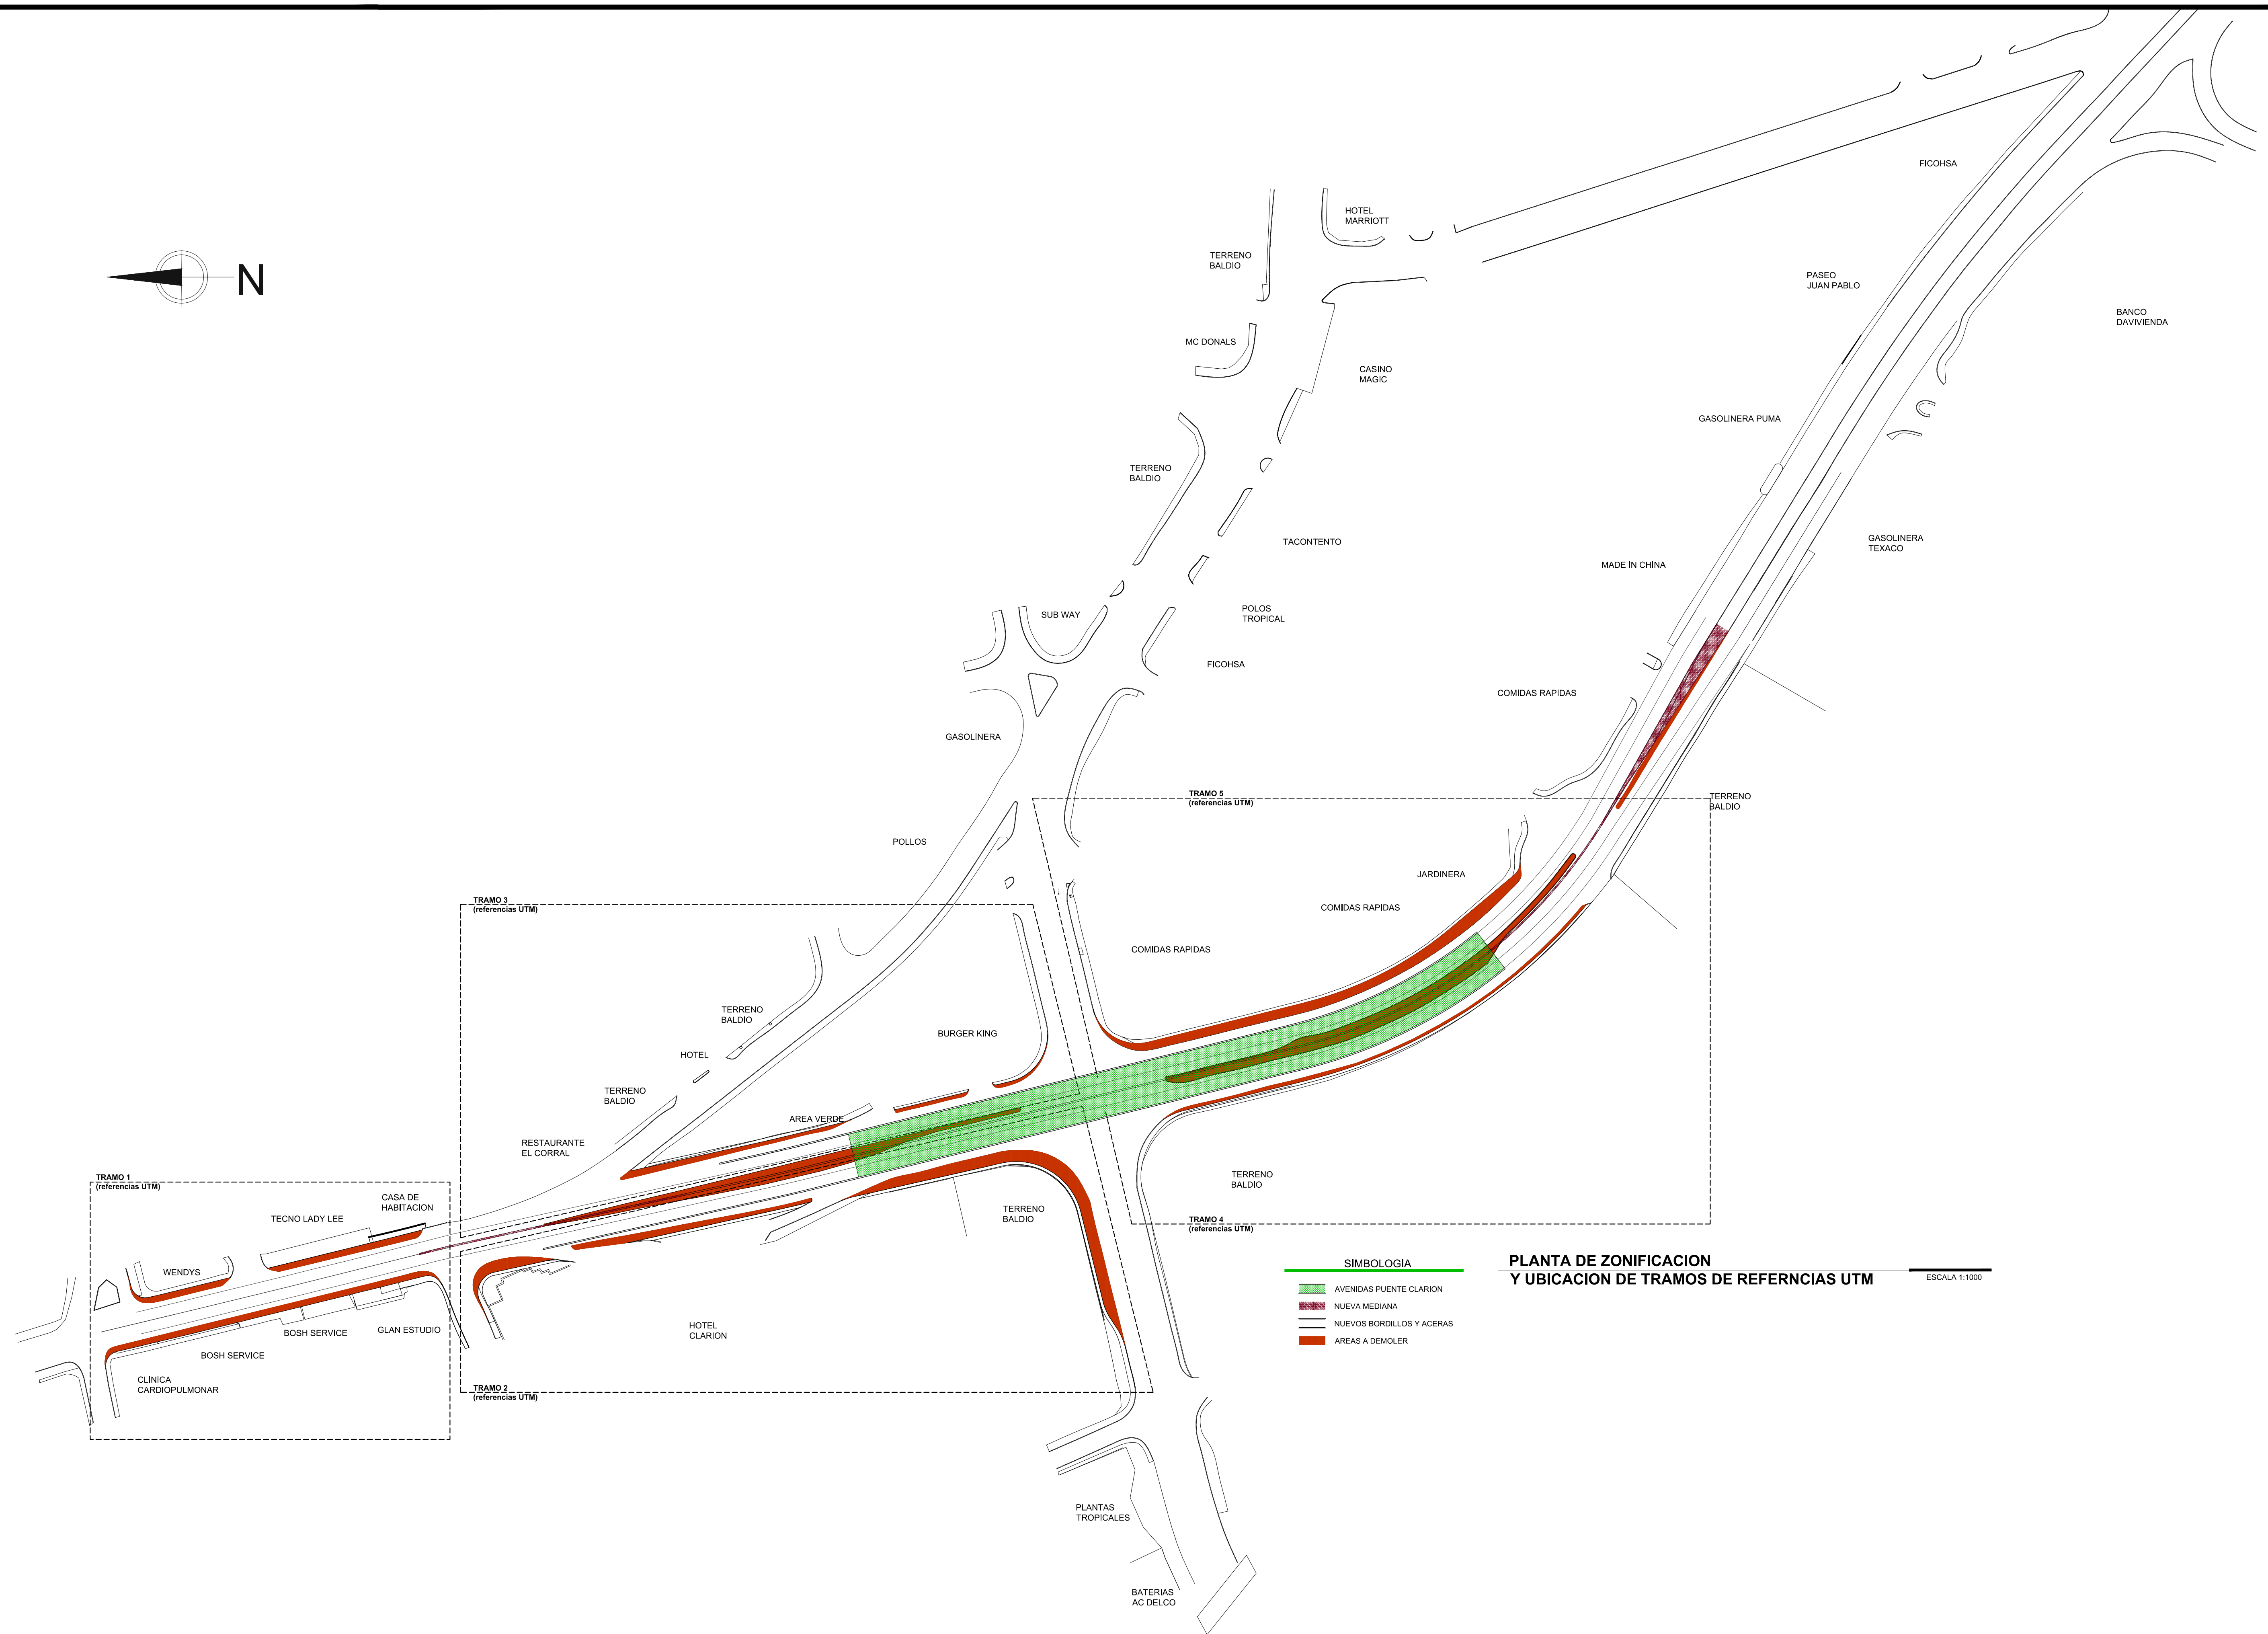 FICOHSA
HOTEL
MARRIOTT
TERRENO
BALDIO
N
PASEO
JUAN PABLO
BANCO
DAVIVIENDA
MC DONALS
CASINO
MAGIC
GASOLINERA PUMA
TERRENO
BALDIO
TACONTENTO
GASOLINERA
TEXACO
MADE IN CHINA
SUB WAY
POLOS
TROPICAL
FICOHSA
COMIDAS RAPIDAS
GASOLINERA
TRAMO 5
(referencias UTM)
TERRENO
BALDIO
POLLOS
JARDINERA
TRAMO 3
(referencias UTM)
COMIDAS RAPIDAS
COMIDAS RAPIDAS
TERRENO
BALDIO
BURGER KING
HOTEL
TERRENO
BALDIO
AREA VERDE
RESTAURANTE
EL CORRAL
TRAMO 1
(referencias UTM)
TERRENO
BALDIO
CASA DE
HABITACION
TECNO LADY LEE
TERRENO
BALDIO
TRAMO 4
(referencias UTM)
WENDYS
SIMBOLOGIA
AVENIDAS PUENTE CLARION
NUEVA MEDIANA
NUEVOS BORDILLOS Y ACERAS
AREAS A DEMOLER
PLANTA DE ZONIFICACION
Y UBICACION DE TRAMOS DE REFERNCIAS UTM
ESCALA 1:1000
GLAN ESTUDIO
BOSH SERVICE
HOTEL
CLARION
BOSH SERVICE
CLINICA
CARDIOPULMONAR
TRAMO 2
(referencias UTM)
PLANTAS
TROPICALES
BATERIAS
AC DELCO